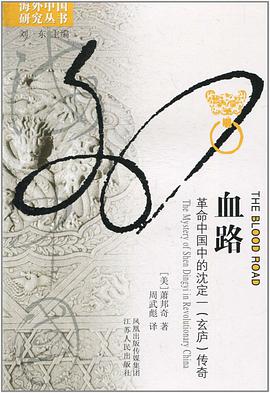 海外中国
研究丛书
刘 东 主编
血路
THE BLOOD ROAD
革命中国中的沈定一(玄庐)传奇
The Mystery of Shen Dingyi in Revolutionary China
[美] 萧邦奇 著
周武彪 译
凤凰出版传媒集团
江苏人民出版社